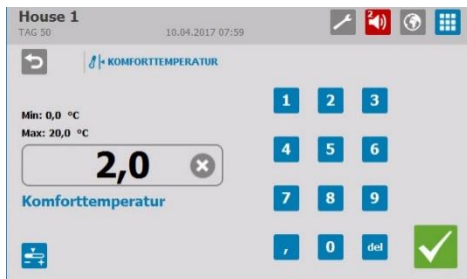 House 1
TAG 50
10.04.2017 07:59
2
KOMFORTTEMPERATUR
Min: 0,0 °C
Max: 20,0 °C
2,0
Komforttemperatur
1 2 3
4 5 6
7 8 9
, 0 del